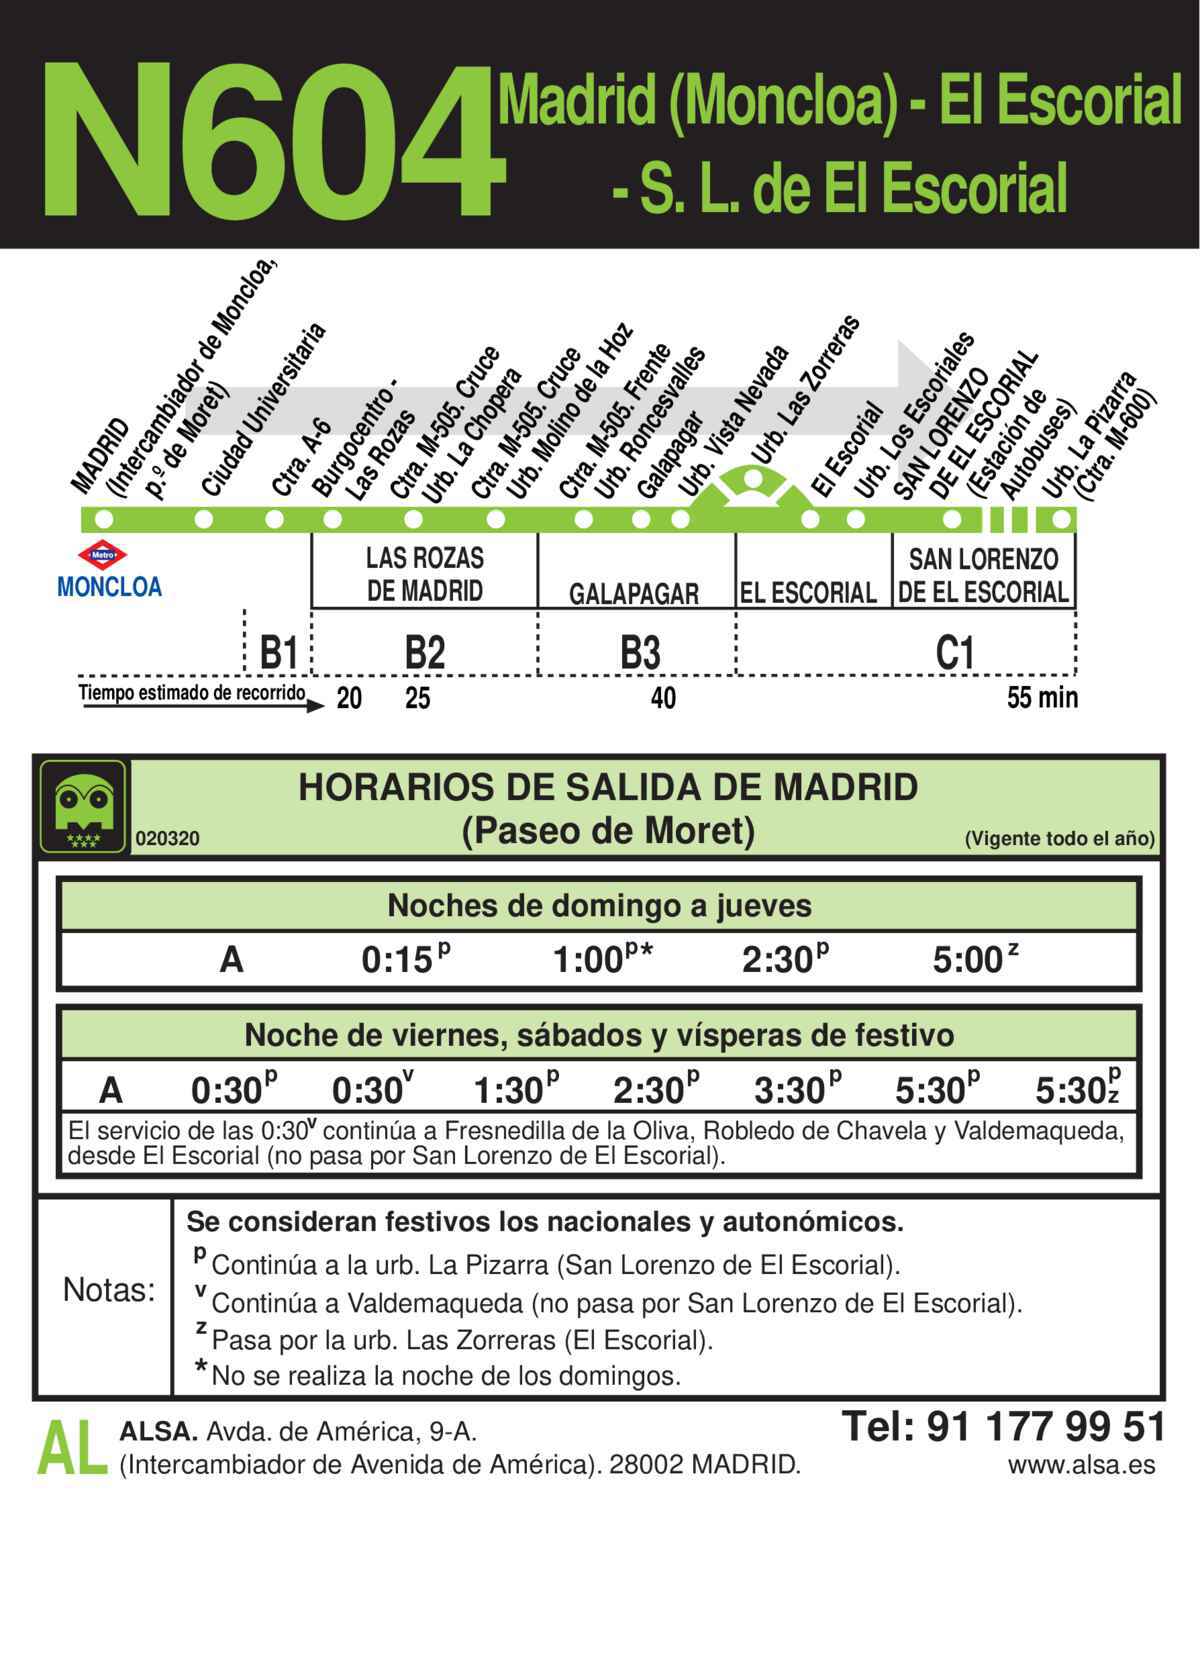 N604
Madrid (Moncloa) - El Escorial
- S. L. de El Escorial
MADRID
(Intercambiador de Moncloa,
p.º de Moret)
Ciudad Universitaria
Ctra. A-6
Burgocentro -
Las Rozas
Ctra. M-505. Cruce
Urb. La Chopera
Ctra. M-505. Cruce
Urb. Molino de la Hoz
Ctra. M-505. Frente
Urb. Roncesvalles
Galapagar
Urb. Vista Nevada
Urb. Las Zorreras
El Escorial
Urb. Los Escoriales
SAN LORENZO
DE EL ESCORIAL
(Estación de
Autobuses)
Urb. La Pizarra
(Ctra. M-600)
Metro
MONCLOA
LAS ROZAS
DE MADRID
GALAPAGAR
EL ESCORIAL
SAN LORENZO
DE EL ESCORIAL
B1 B2 B3 C1
Tiempo estimado de recorrido 20 25 40 55 min
HORARIOS DE SALIDA DE MADRID
(Paseo de Moret)
020320
(Vigente todo el año)
Noches de domingo a jueves
A 0:15 p 1:00 p* 2:30 p 5:00 z
Noche de viernes, sábados y vísperas de festivo
A 0:30 p 0:30 v 1:30 p 2:30 p 3:30 p 5:30 p 5:30 p z
El servicio de las 0:30 v continúa a Fresnedilla de la Oliva, Robledo de Chavela y Valdemaqueda,
desde El Escorial (no pasa por San Lorenzo de El Escorial).
Notas:
Se consideran festivos los nacionales y autonómicos.
p Continúa a la urb. La Pizarra (San Lorenzo de El Escorial).
v Continúa a Valdemaqueda (no pasa por San Lorenzo de El Escorial).
z Pasa por la urb. Las Zorreras (El Escorial).
* No se realiza la noche de los domingos.
AL
ALSA. Avda. de América, 9-A.
(Intercambiador de Avenida de América). 28002 MADRID.
Tel: 91 177 99 51
www.alsa.es